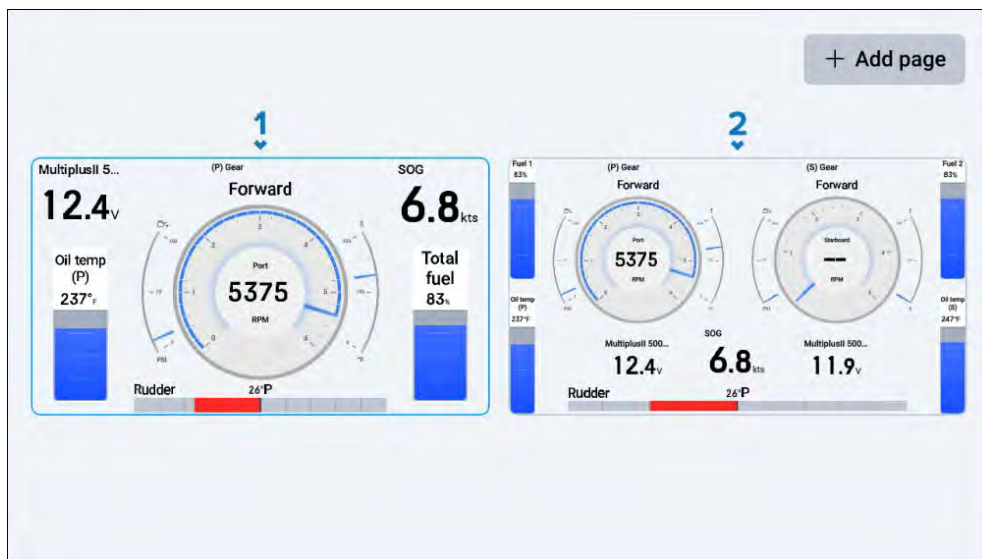 + Add page
1
2
MultiplusII 5...
12.4v
(P) Gear
Forward
SOG
6.8kts
Oil temp
(P)
237°F
Port
5375
RPM
PSI
°F
Total
fuel
83%
Rudder
26°P
Fuel 1
83%
(P) Gear
Forward
(S) Gear
Forward
Fuel 2
83%
Port
5375
RPM
Starboard
--
RPM
Oil temp
(P)
237°F
Oil temp
(S)
247°F
MultiplusII 500...
12.4v
SOG
6.8kts
MultiplusII 500...
11.9v
Rudder
26°P